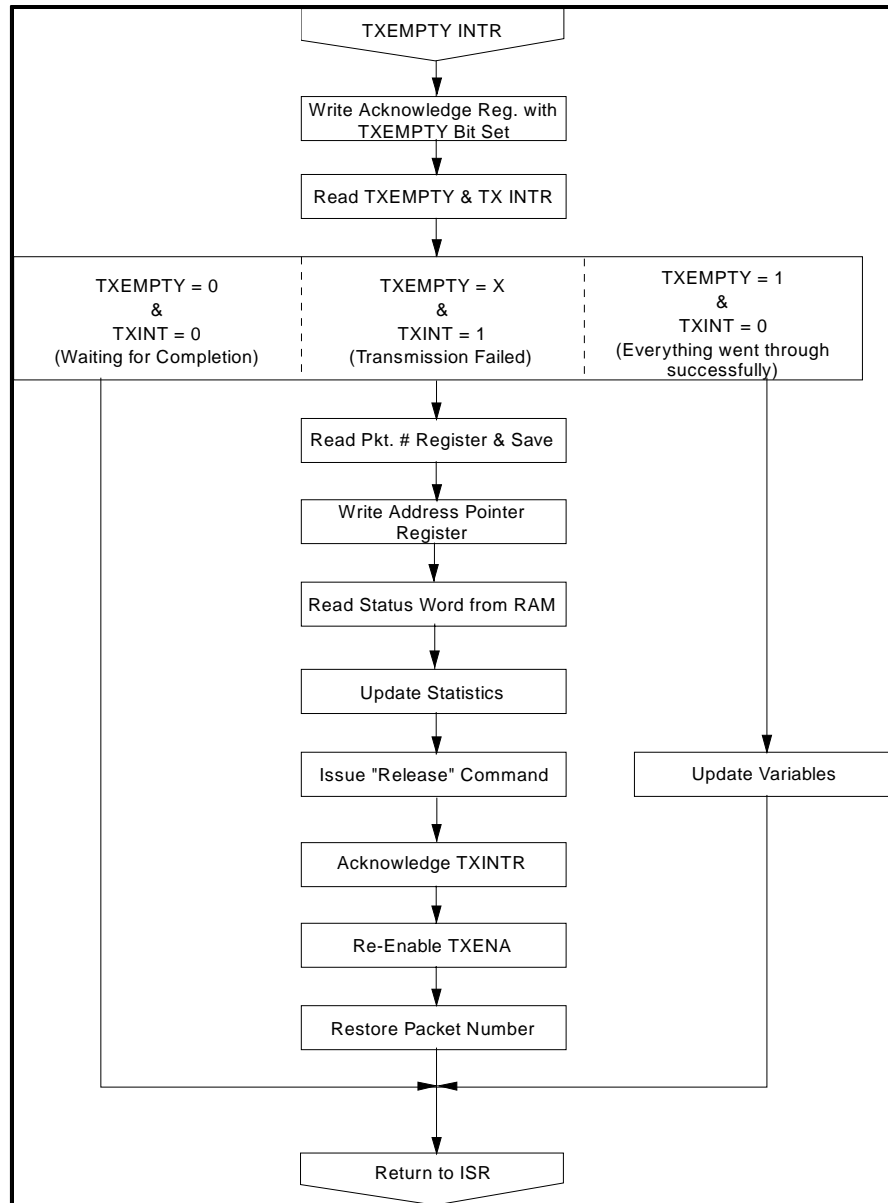 TXEMPTY INTR
Write Acknowledge Reg. with
TXEMPTY Bit Set
Read TXEMPTY & TX INTR
TXEMPTY = 0
&
TXINT = 0
(Waiting for Completion)
TXEMPTY = X
&
TXINT = 1
(Transmission Failed)
TXEMPTY = 1
&
TXINT = 0
(Everything went through
successfully)
Read Pkt. # Register & Save
Write Address Pointer
Register
Read Status Word from RAM
Update Statistics
Issue "Release" Command
Update Variables
Acknowledge TXINTR
Re-Enable TXENA
Restore Packet Number
Return to ISR